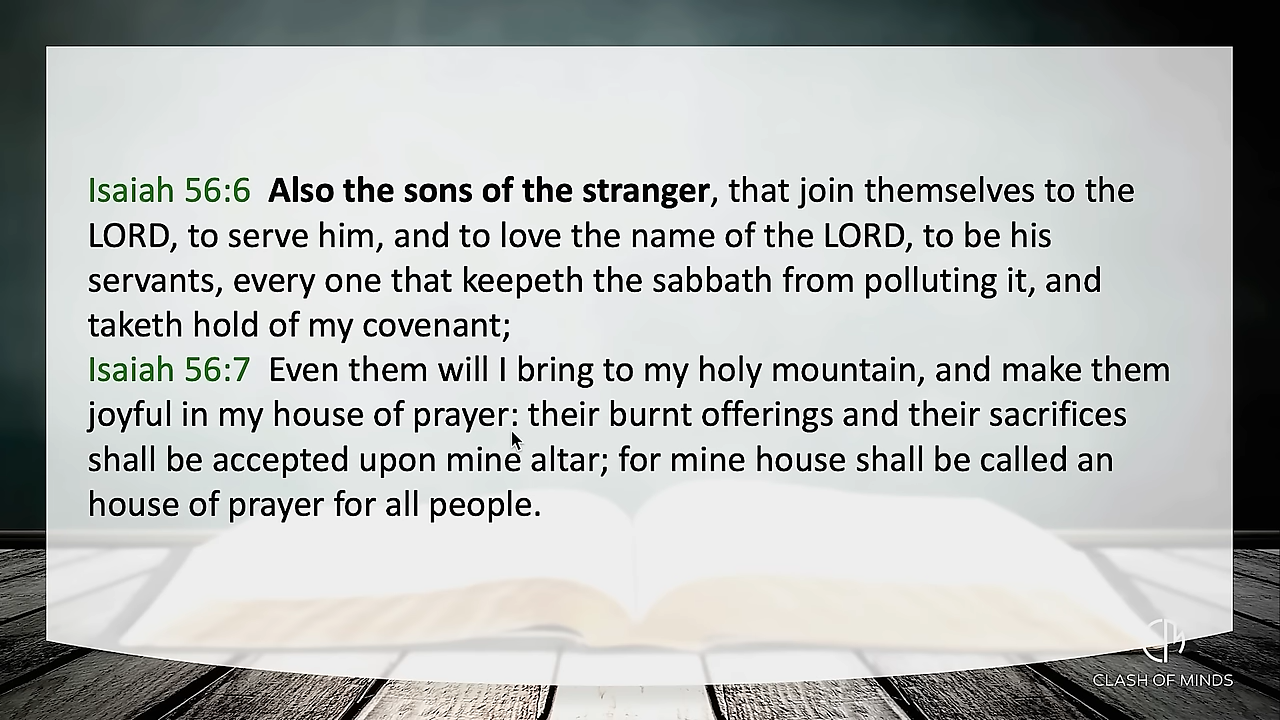 Isaiah 56:6  Also the sons of the stranger, that join themselves to the
LORD, to serve him, and to love the name of the LORD, to be his
servants, every one that keepeth the sabbath from polluting it, and
taketh hold of my covenant;
Isaiah 56:7  Even them will I bring to my holy mountain, and make them
joyful in my house of prayer: their burnt offerings and their sacrifices
shall be accepted upon mine altar; for mine house shall be called an
house of prayer for all people.
CLASH OF MINDS